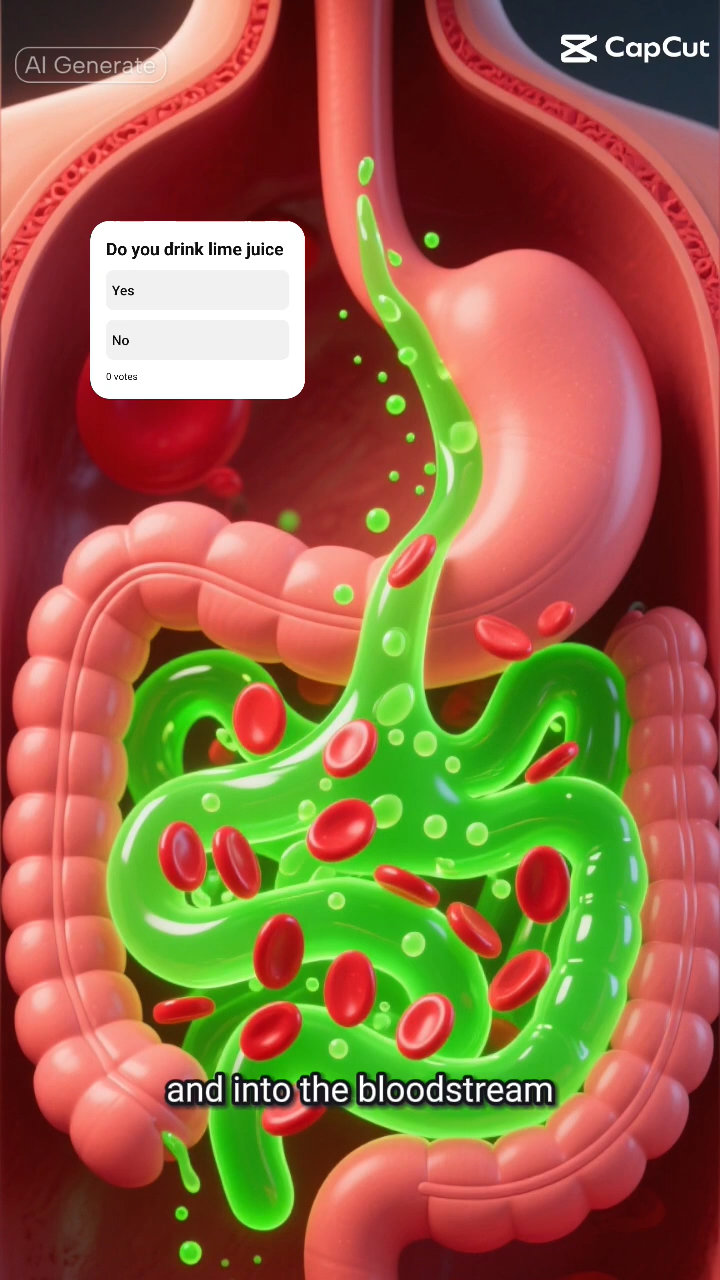 AI Generate
CapCut
Do you drink lime juice
Yes
No
0 votes
and into the bloodstream